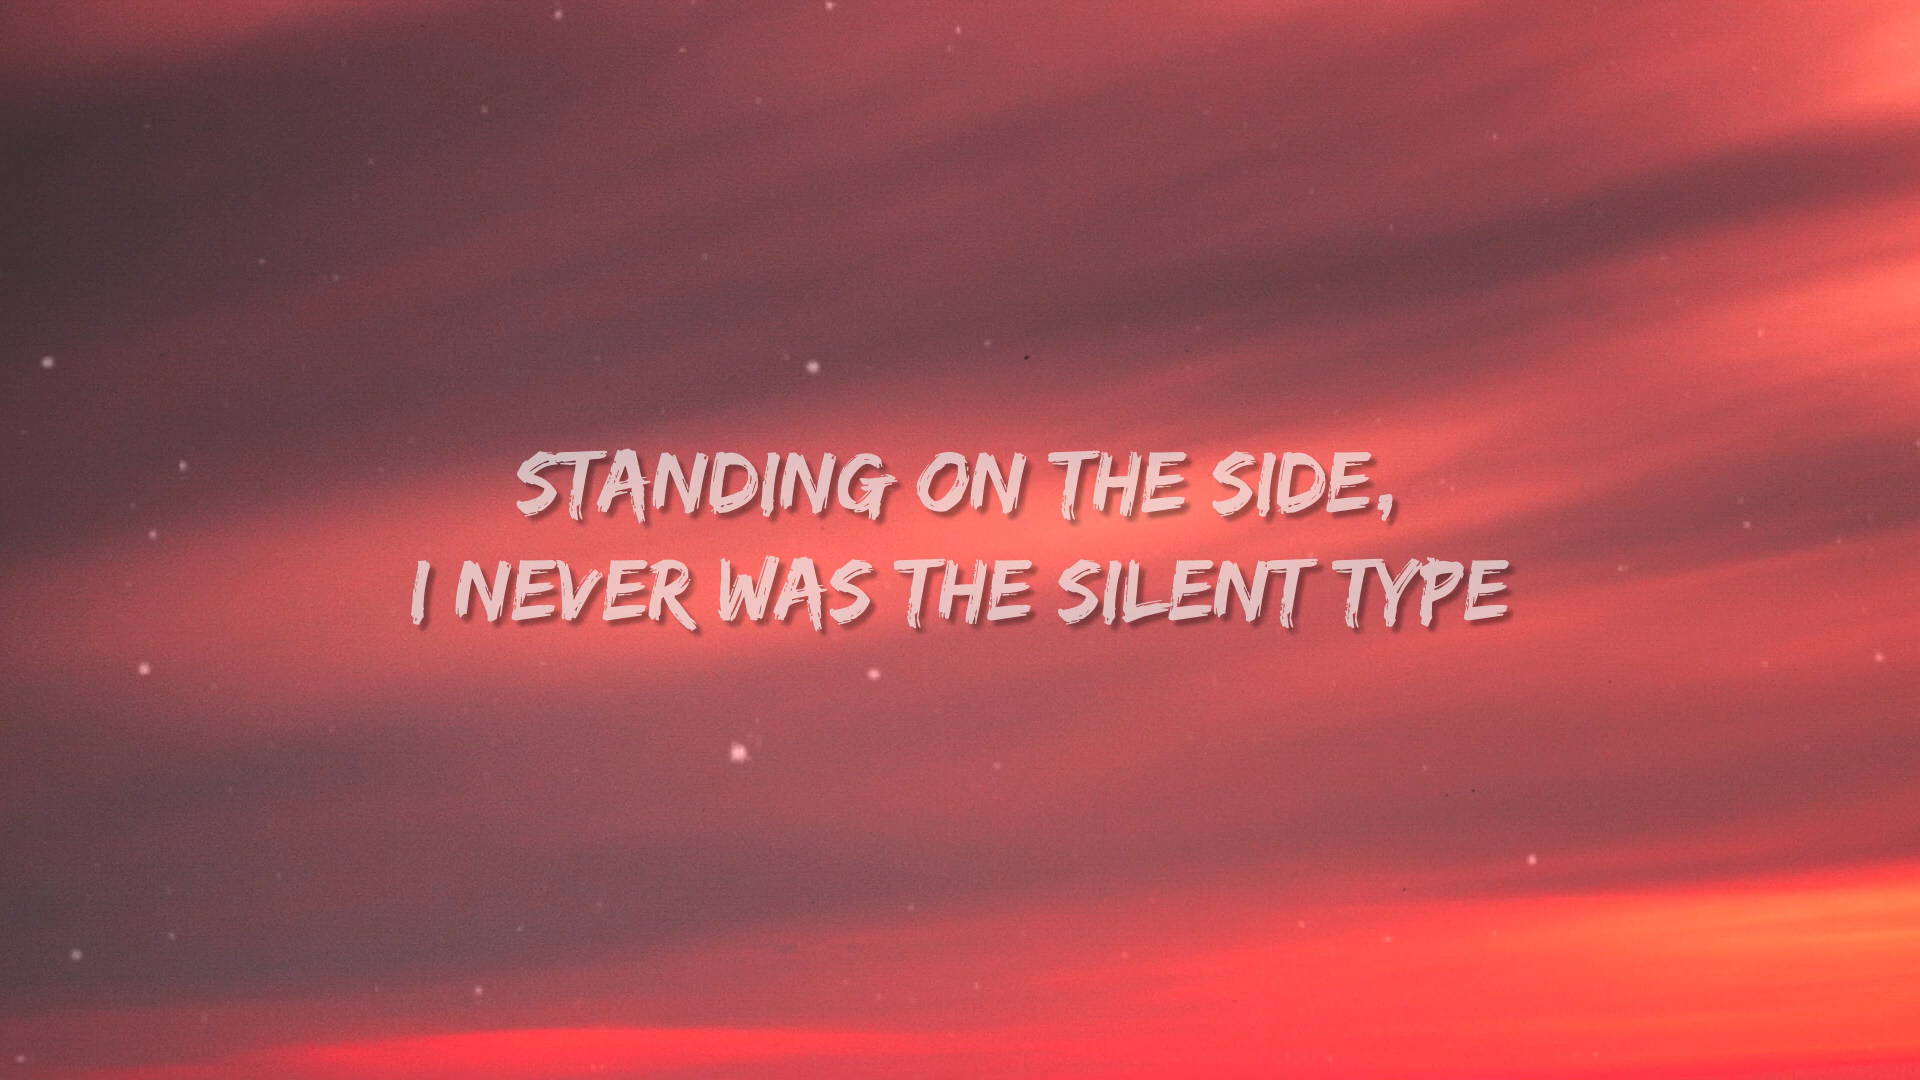 STANDING ON THE SIDE,
I NEVER WAS THE SILENT TYPE